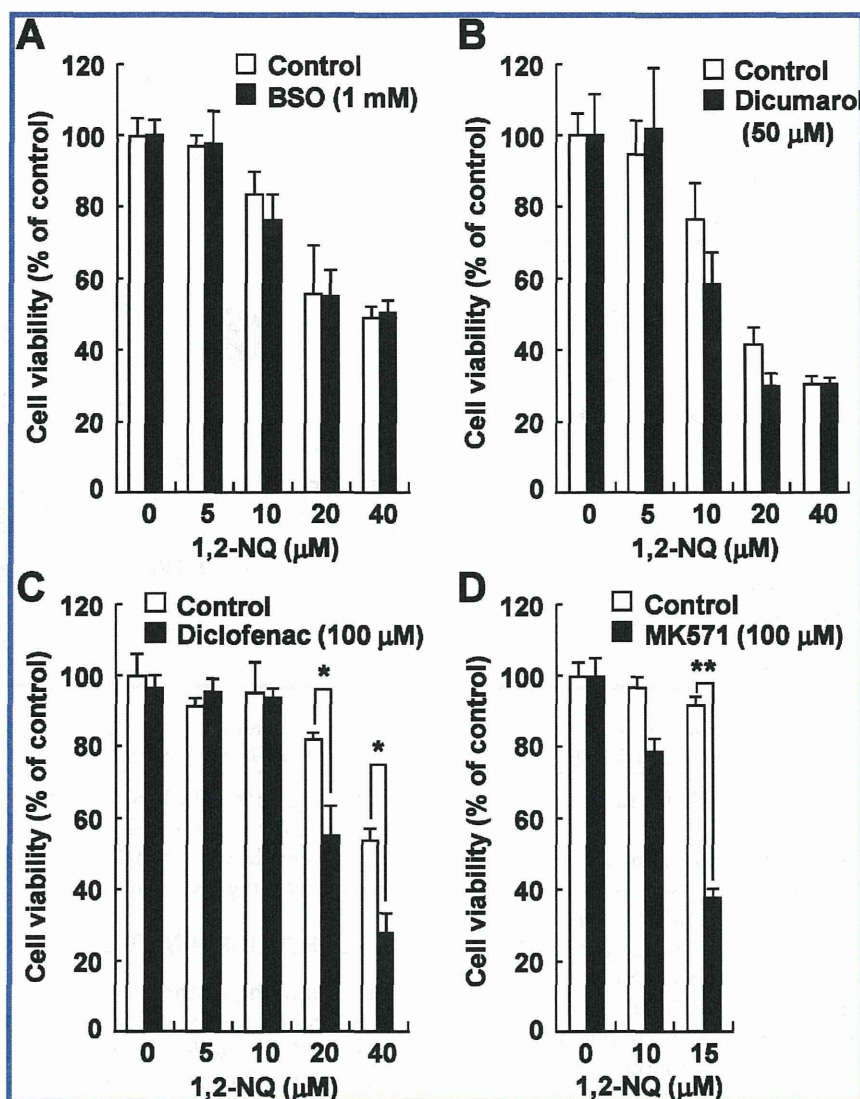 A
Control
BSO (1 mM)
Cell viability (% of control)
120
100
80
60
40
20
0
0 5 10 20 40
1,2-NQ (μM)
B
Control
Dicumarol
(50 μM)
Cell viability (% of control)
120
100
80
60
40
20
0
0 5 10 20 40
1,2-NQ (μM)
C
Control
Diclofenac (100 μM)
Cell viability (% of control)
120
100
80
60
40
20
0
*
*
0 5 10 20 40
1,2-NQ (μM)
D
Control
MK571 (100 μM)
Cell viability (% of control)
120
100
80
60
40
20
0
**
0 10 15
1,2-NQ (μM)